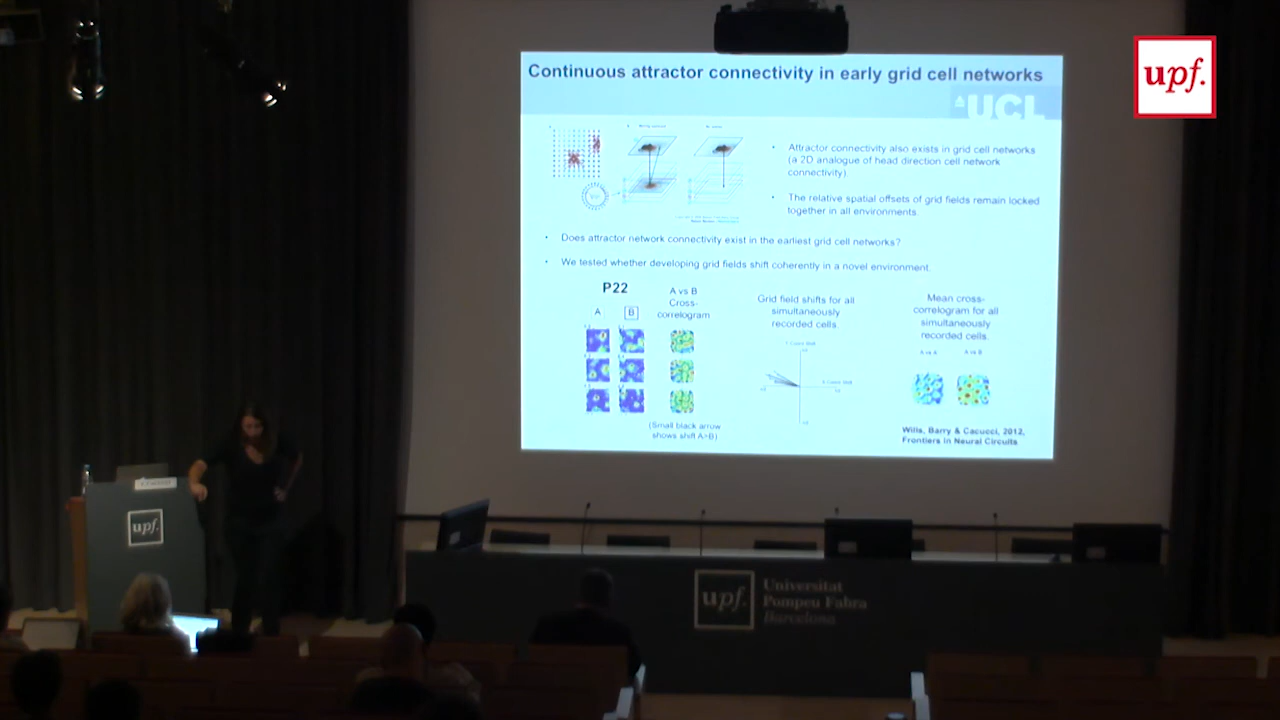 Continuous attractor connectivity in early grid cell networks
UCL
upf.
Attractor connectivity also exists in grid cell networks
(a 2D analogue of head direction cell network
connectivity).
The relative spatial offsets of grid fields remain locked
together in all environments.
Does attractor network connectivity exist in the earliest grid cell networks?
We tested whether developing grid fields shift coherently in a novel environment.
P22
A
B
A vs B
Cross-
correlogram
(Small black arrow
shows shift A>B)
Grid field shifts for all
simultaneously
recorded cells.
Mean cross-
correlogram for all
simultaneously
recorded cells.
A vs A
A vs B
Wills, Barry & Cacucci, 2012,
Frontiers in Neural Circuits
upf.
upf.
Universitat
Pompeu Fabra
Barcelona